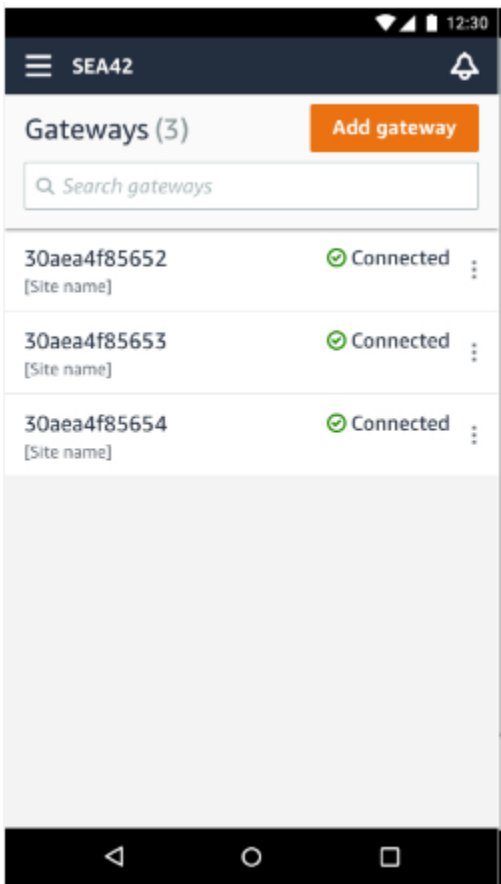 12:30
SEA42
Gateways (3)
Add gateway
Search gateways
30aea4f85652
Connected
[Site name]
30aea4f85653
Connected
[Site name]
30aea4f85654
Connected
[Site name]